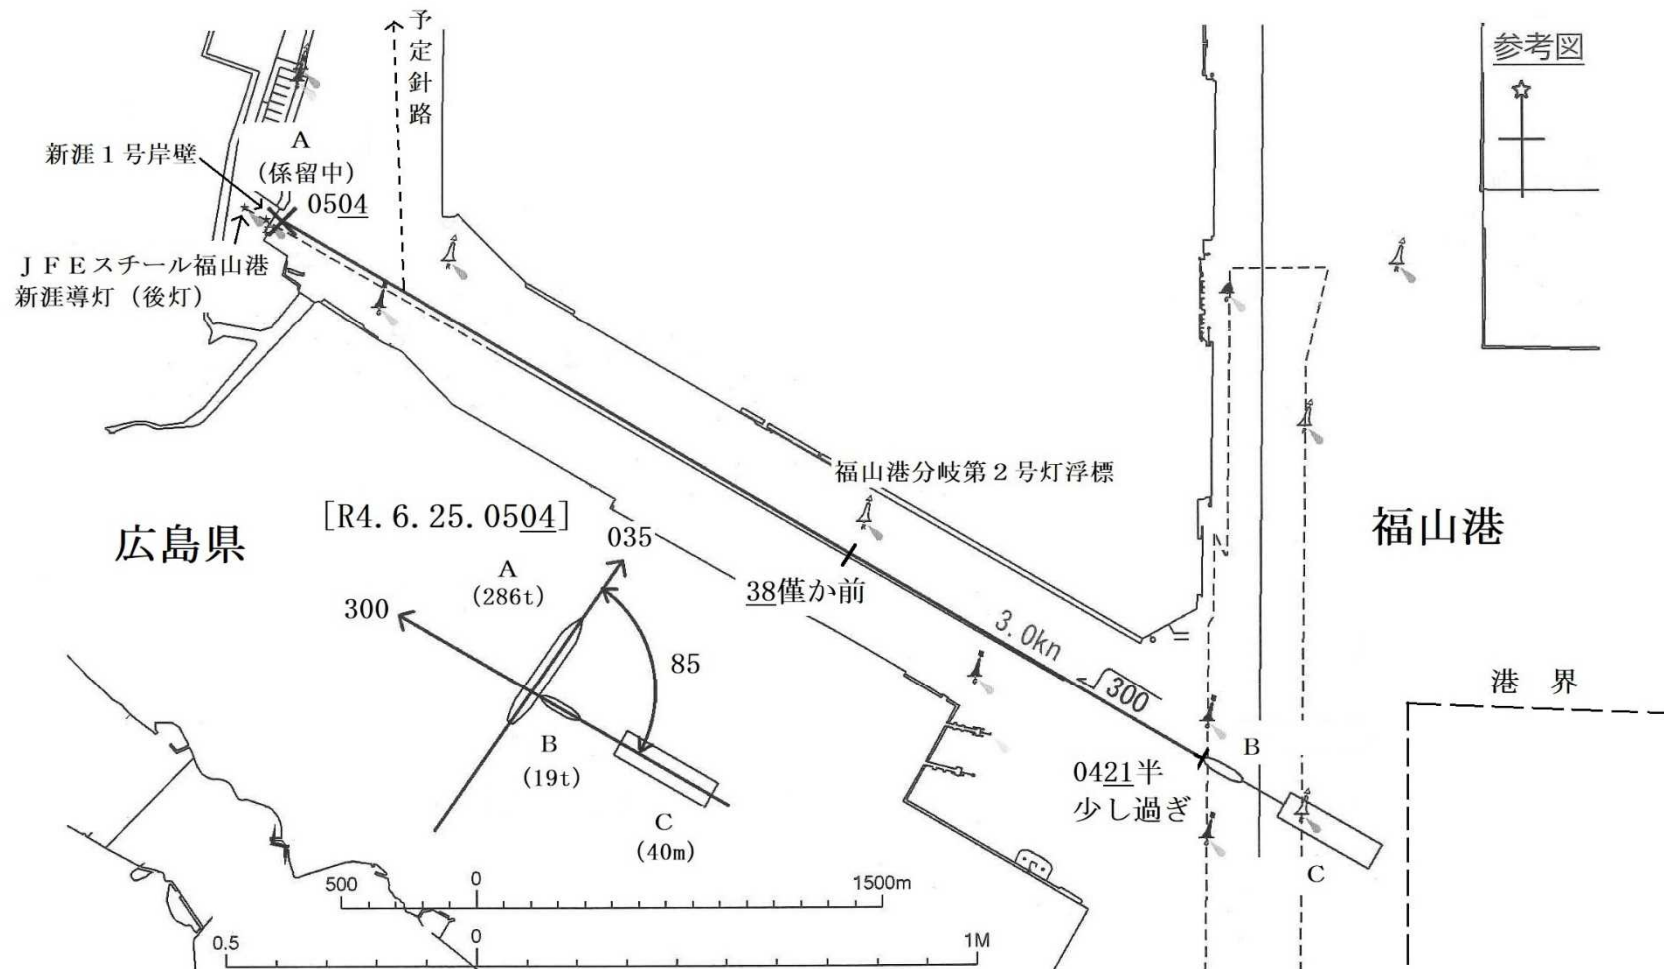 予定針路
参考図
A
(係留中)
0504
新涯1号岸壁
JFEスチール福山港
新涯導灯(後灯)
福山港分岐第2号灯浮標
広島県
[R4.6.25.0504]
福山港
035
A
(286t)
38僅か前
300
3.0kn
85
300
港 界
B
(19t)
C
(40m)
B
0421半
少し過ぎ
C
500 0 1500m
0.5 0 1M